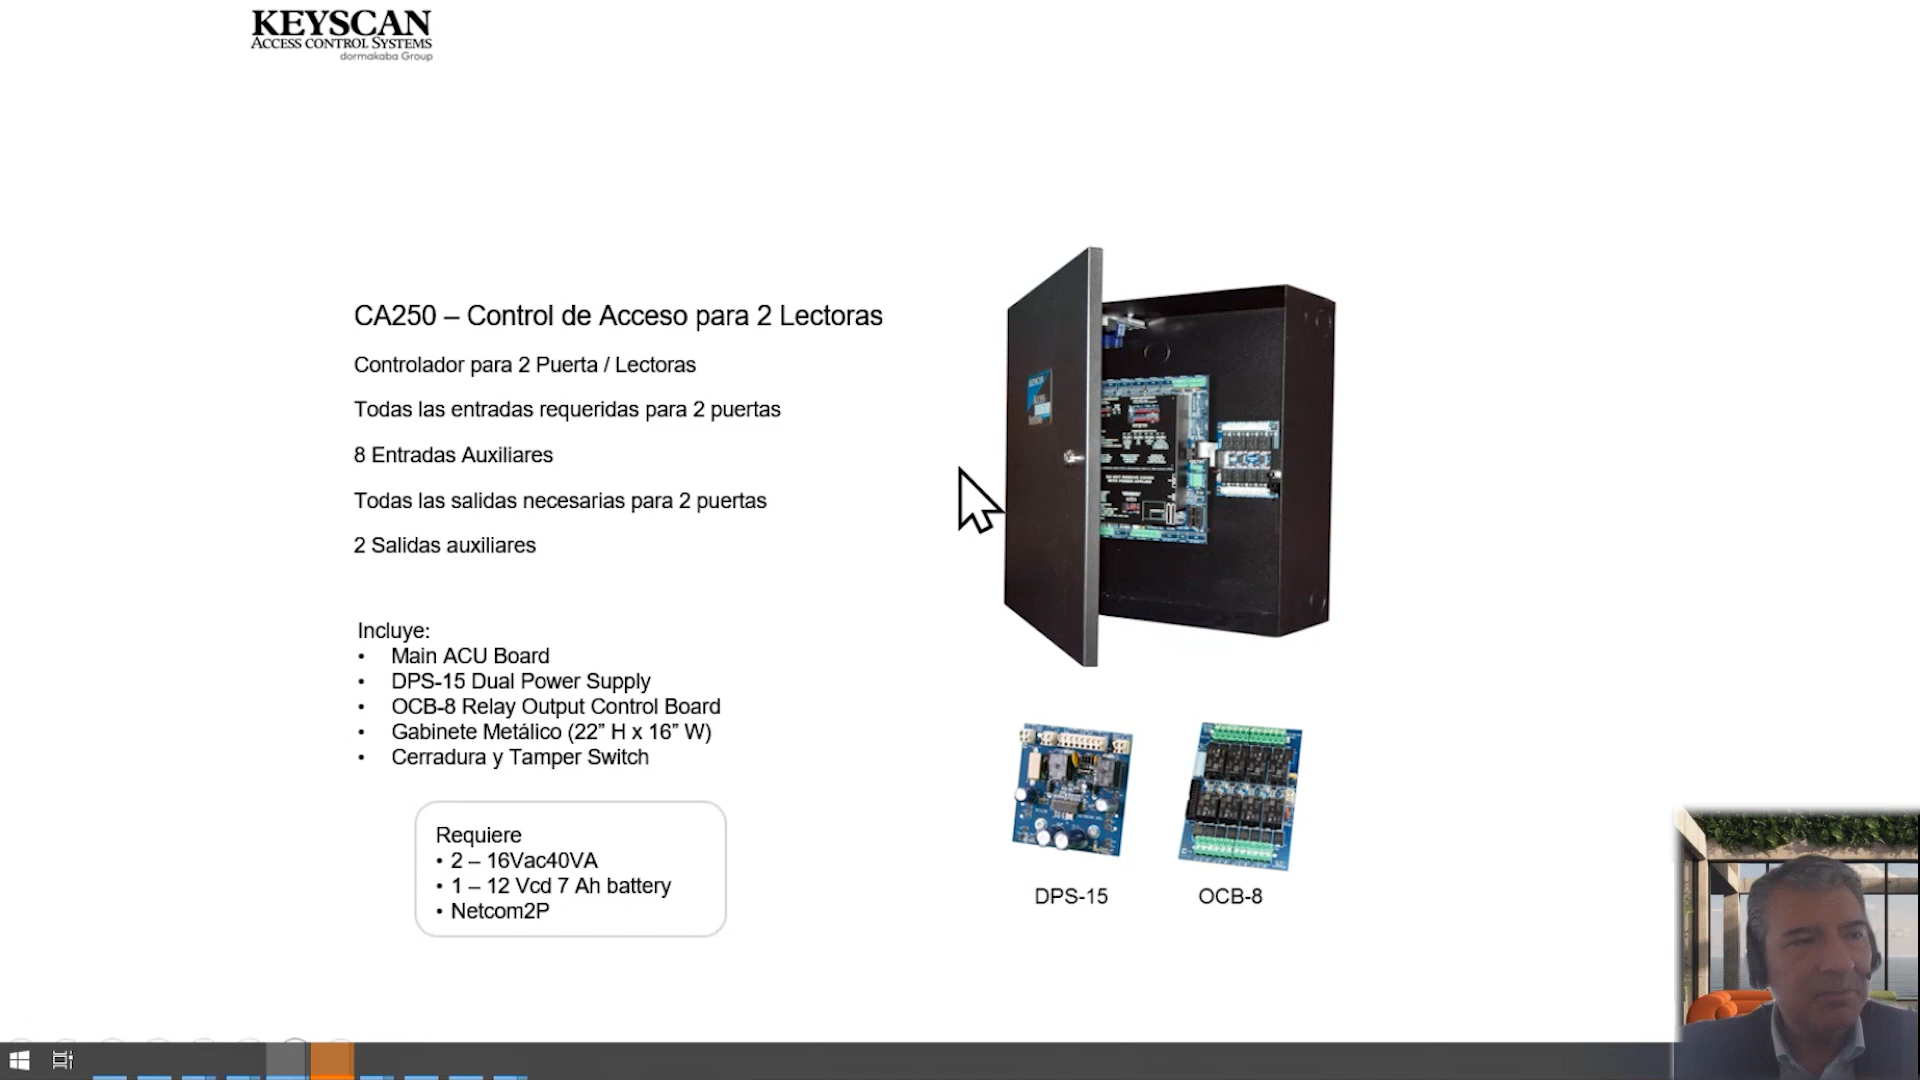 KEYSCAN
ACCESS CONTROL SYSTEMS
dormakaba Group
CA250 – Control de Acceso para 2 Lectoras
Controlador para 2 Puerta / Lectoras
Todas las entradas requeridas para 2 puertas
8 Entradas Auxiliares
Todas las salidas necesarias para 2 puertas
2 Salidas auxiliares
Incluye:
• Main ACU Board
• DPS-15 Dual Power Supply
• OCB-8 Relay Output Control Board
• Gabinete Metálico (22” H x 16” W)
• Cerradura y Tamper Switch
Requiere
• 2 – 16Vac40VA
• 1 – 12 Vcd 7 Ah battery
• Netcom2P
DPS-15
OCB-8